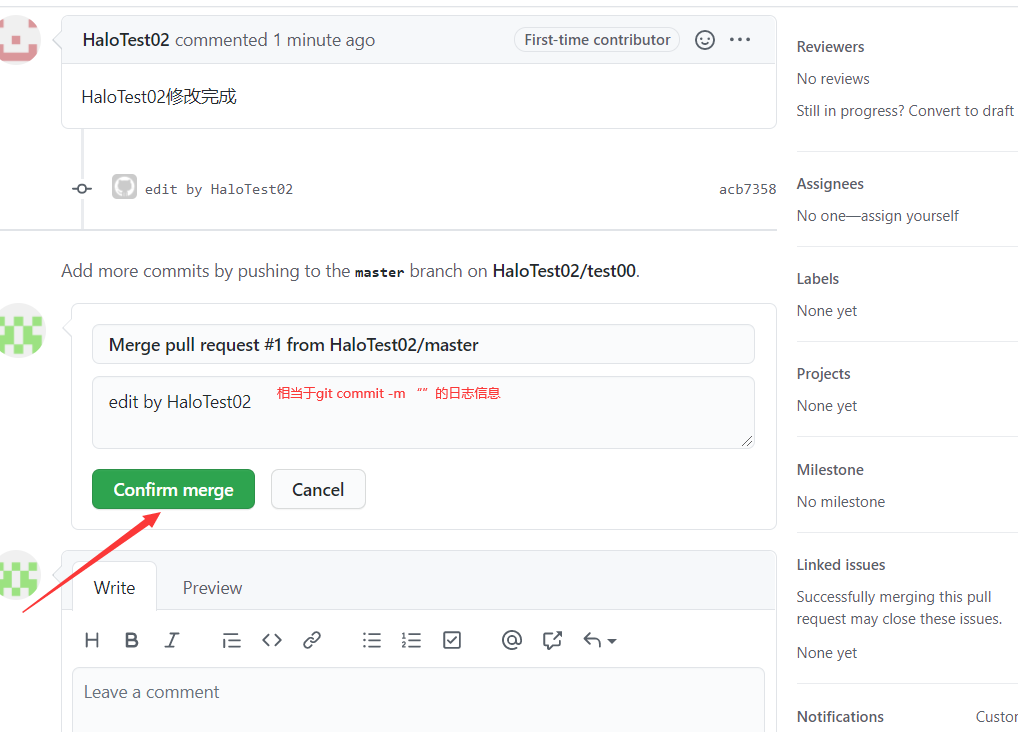 HaloTest02 commented 1 minute ago First-time contributor
HaloTest02修改完成
edit by HaloTest02 acb7358
Add more commits by pushing to the master branch on HaloTest02/test00.
Merge pull request #1 from HaloTest02/master
edit by HaloTest02 相当于git commit -m “”的日志信息
Confirm merge Cancel
Write Preview
Leave a comment
Reviewers
No reviews
Still in progress? Convert to draft
Assignees
No one—assign yourself
Labels
None yet
Projects
None yet
Milestone
No milestone
Linked issues
Successfully merging this pull
request may close these issues.
None yet
Notifications Custor